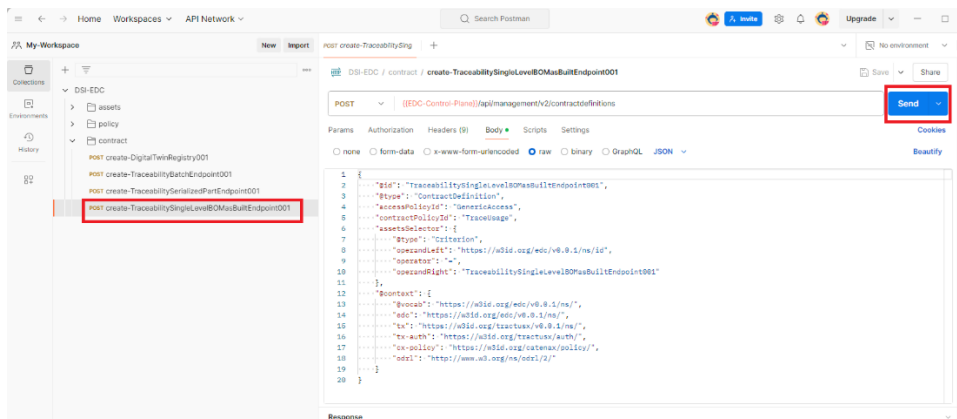 Home Workspaces API Network Search Postman Invite Upgrade
My-Workspace New Import POST create-TraceabilitySing No environment
Collections
Environments
History
DSI-EDC
assets
policy
contract
POST create-DigitalTwinRegistry001
POST create-TraceabilityBatchEndpoint001
POST create-TraceabilitySerializedPartEndpoint001
POST create-TraceabilitySingleLevelBOMasBuiltEndpoint001
DSI-EDC / contract / create-TraceabilitySingleLevelBOMasBuiltEndpoint001 Save Share
POST {{EDC-Control-Plane}}/api/management/v2/contractdefinitions Send
Params Authorization Headers (9) Body Scripts Settings Cookies
none form-data x-www-form-urlencoded raw binary GraphQL JSON Beautify
1 {
2 "@id": "TraceabilitySingleLevelBOMasBuiltEndpoint001",
3 "@type": "ContractDefinition",
4 "accessPolicyId": "GenericAccess",
5 "contractPolicyId": "TraceUsage",
6 "assetsSelector": {
7 "@type": "Criterion",
8 "operandLeft": "https://w3id.org/edc/v0.0.1/ns/id",
9 "operator": "=",
10 "operandRight": "TraceabilitySingleLevelBOMasBuiltEndpoint001"
11 },
12 "@context": {
13 "@vocab": "https://w3id.org/edc/v0.0.1/ns/",
14 "edc": "https://w3id.org/edc/v0.0.1/ns/",
15 "tx": "https://w3id.org/tractusx/v0.0.1/ns/",
16 "tx-auth": "https://w3id.org/tractusx/auth/",
17 "cx-policy": "https://w3id.org/catenax/policy/",
18 "odrl": "http://www.w3.org/ns/odrl/2/"
19 }
20 }
Response